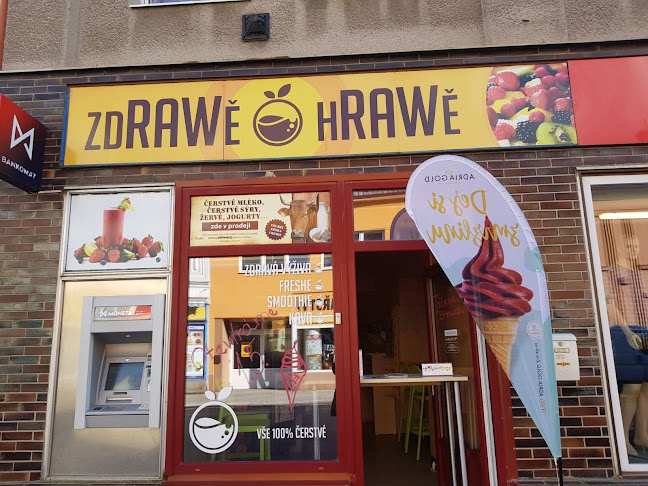 ZDRAWĚ HRAWĚ
BANKOMAT
ČERSTVÉ MLÉKO,
ČERSTVÉ SÝRY,
ŽERVÉ, JOGURTY...
zde v prodeji
MONETA
ZDRAVÁ VÝŽIVA
FRESHE
SMOOTHIE
KÁVA
VŠE 100% ČERSTVÉ
ADRIA GOLD
Dej si
zmrzlinu